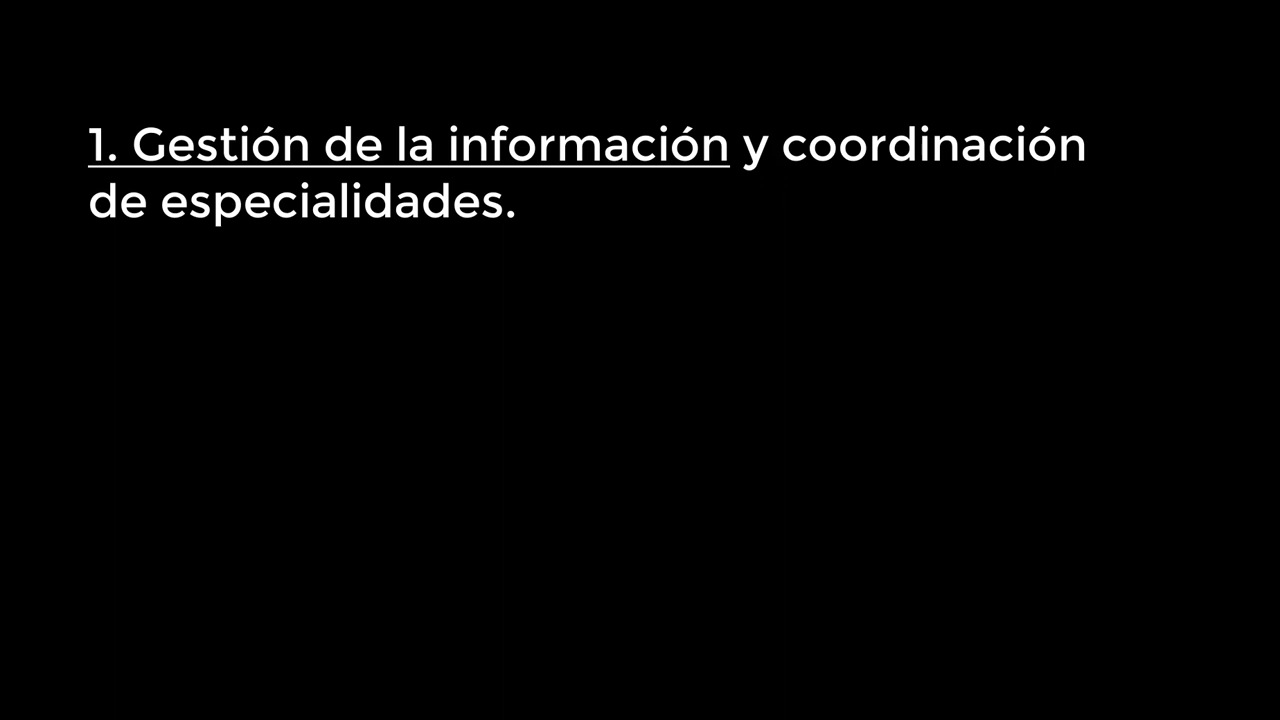 1. Gestión de la información y coordinación
de especialidades.